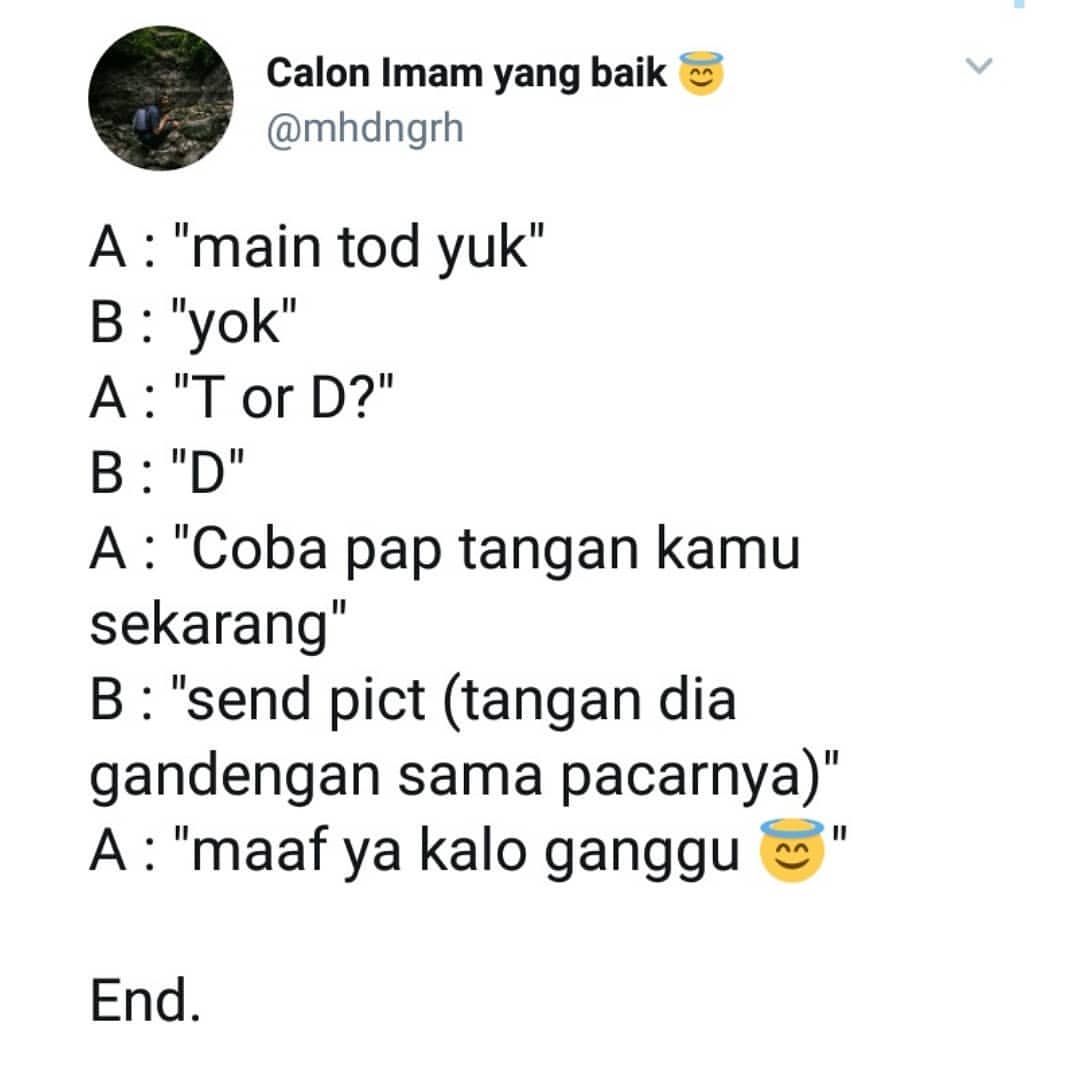 Calon Imam yang baik 😇
@mhdngrh
A : "main tod yuk"
B : "yok"
A : "T or D?"
B : "D"
A : "Coba pap tangan kamu
sekarang"
B : "send pict (tangan dia
gandengan sama pacarnya)"
A : "maaf ya kalo ganggu 😇"
End.